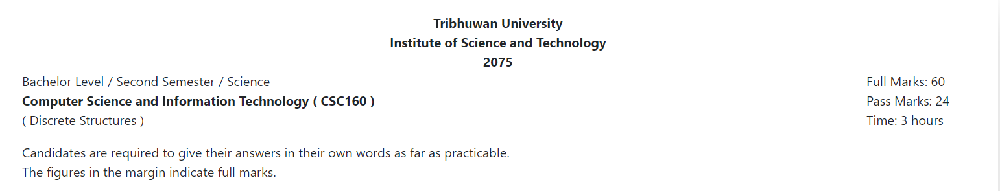 Tribhuwan University
Institute of Science and Technology
2075
Bachelor Level / Second Semester / Science
Full Marks: 60
Computer Science and Information Technology ( CSC160 )
Pass Marks: 24
( Discrete Structures )
Time: 3 hours
Candidates are required to give their answers in their own words as far as practicable.
The figures in the margin indicate full marks.